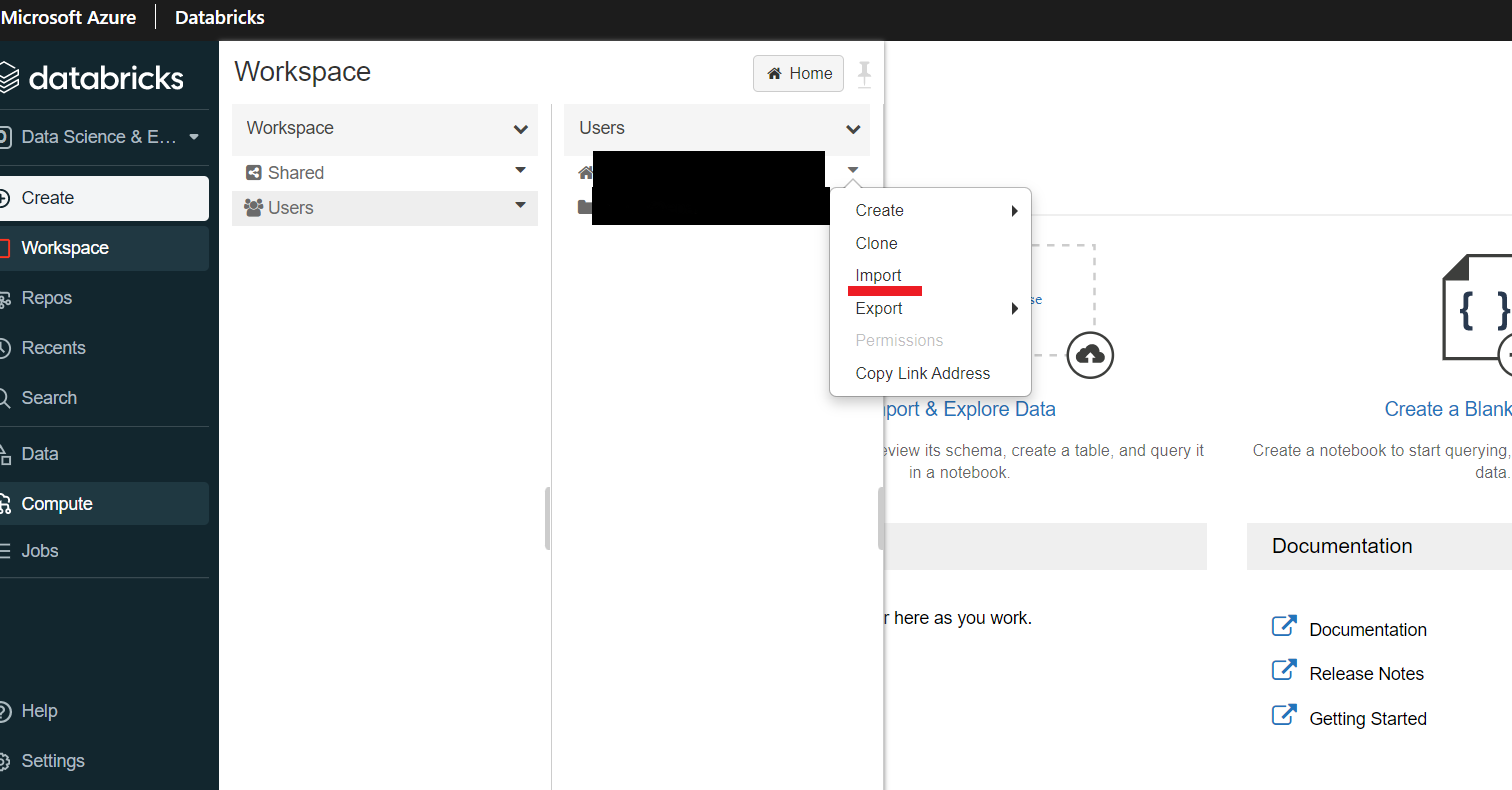 Microsoft Azure
Databricks
databricks
Data Science & E...
Create
Workspace
Repos
Recents
Search
Data
Compute
Jobs
Help
Settings
Workspace
Home
Workspace
Shared
Users
Users
Create
Clone
Import
Export
Permissions
Copy Link Address
se
port & Explore Data
eview its schema, create a table, and query it
in a notebook.
r here as you work.
{ }
Create a Blank
Create a notebook to start querying,
data.
Documentation
Documentation
Release Notes
Getting Started